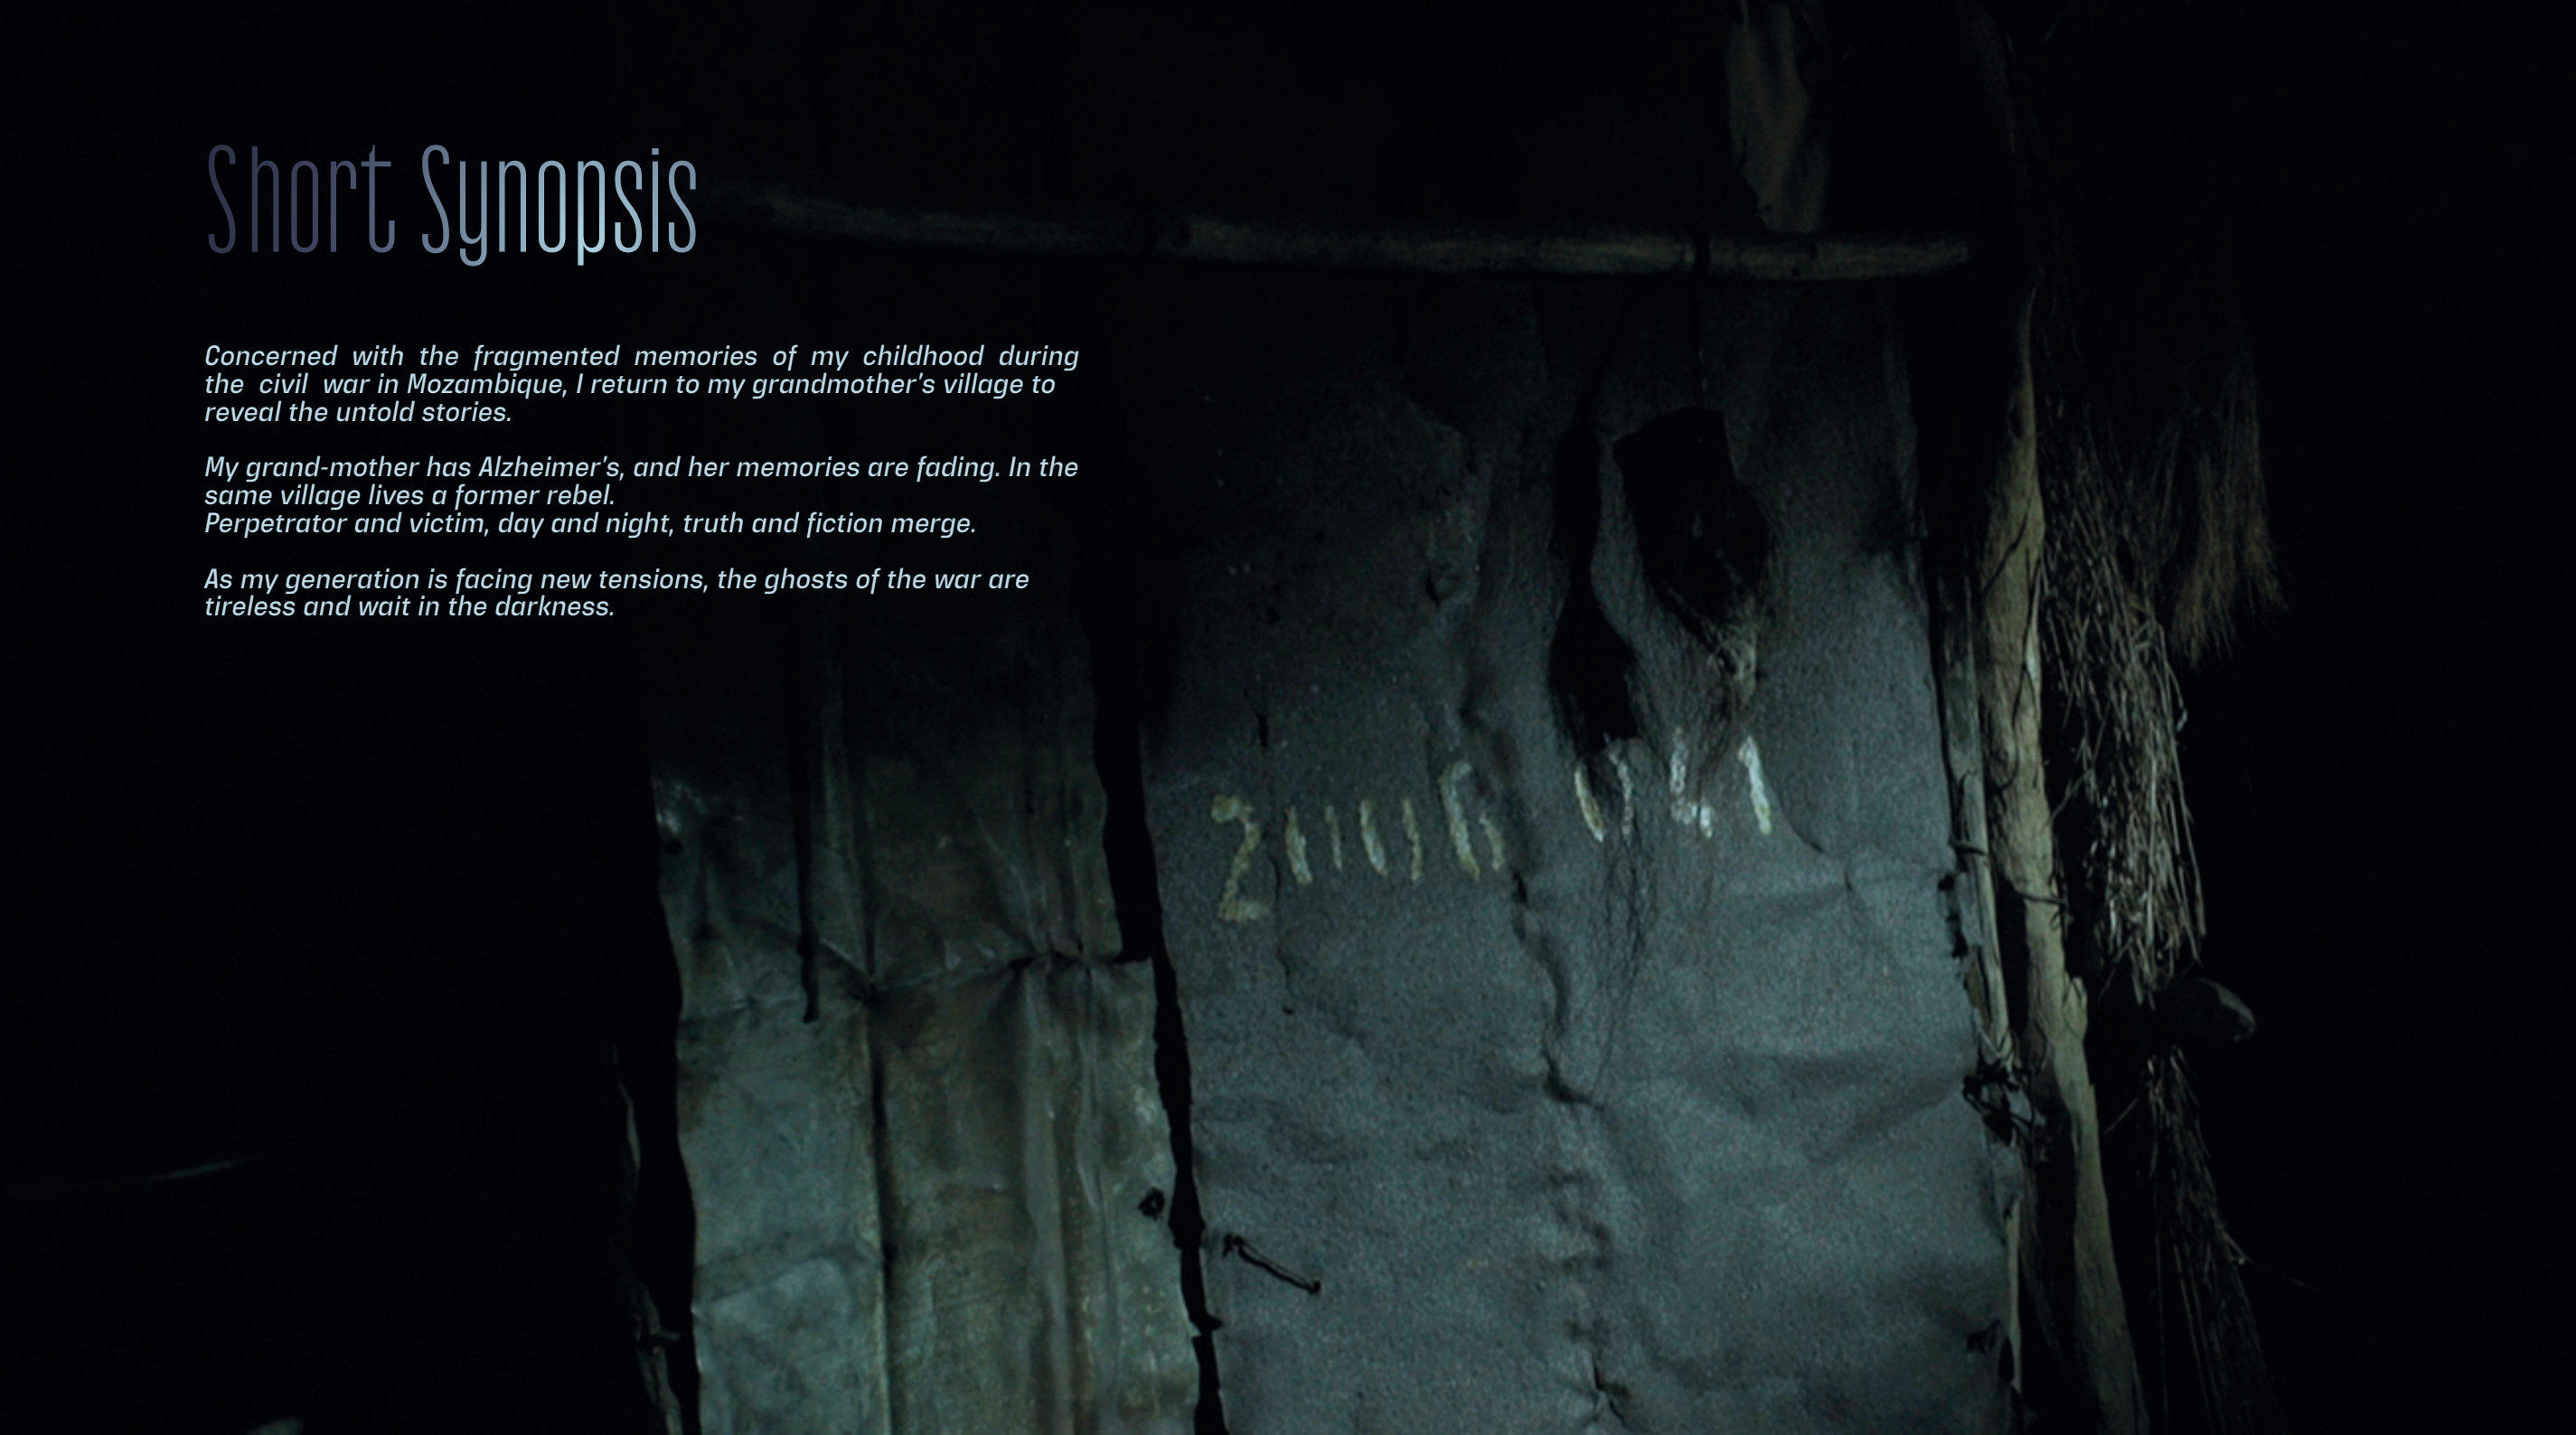 Short Synopsis
Concerned with the fragmented memories of my childhood during
the civil war in Mozambique, I return to my grandmother’s village to
reveal the untold stories.
My grand-mother has Alzheimer’s, and her memories are fading. In the
same village lives a former rebel.
Perpetrator and victim, day and night, truth and fiction merge.
As my generation is facing new tensions, the ghosts of the war are
tireless and wait in the darkness.